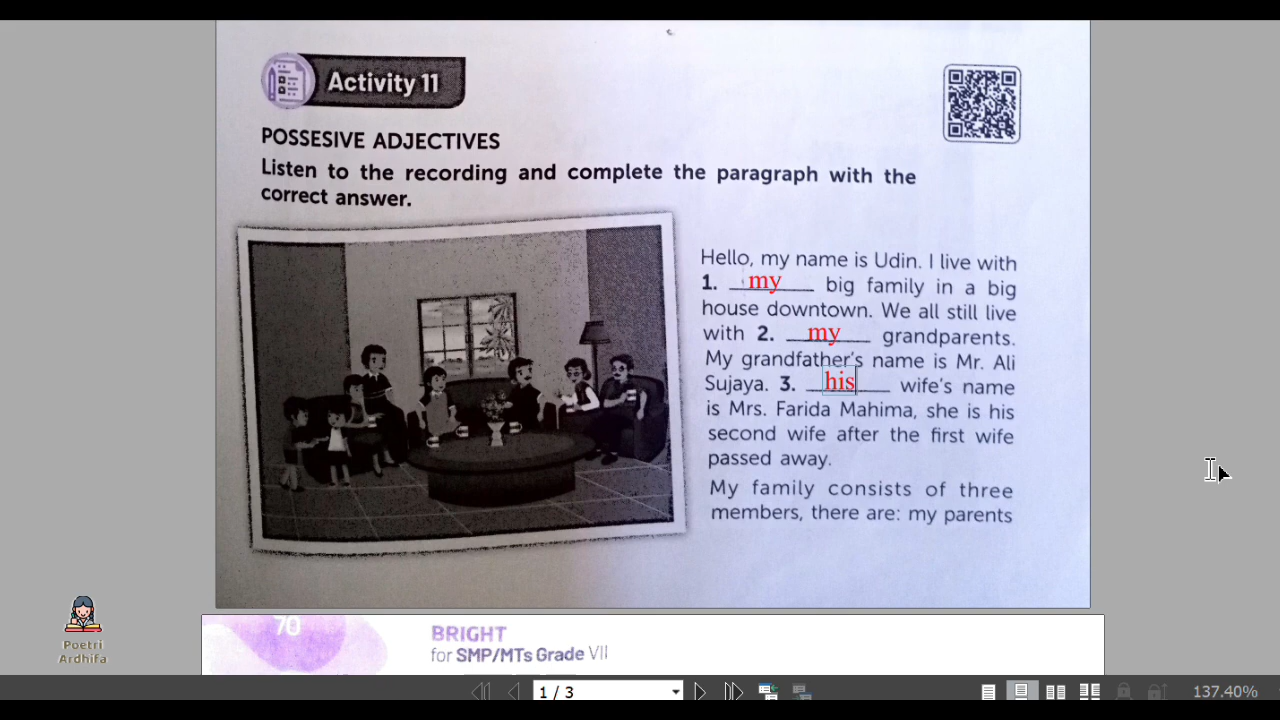 Activity 11
POSSESIVE ADJECTIVES
Listen to the recording and complete the paragraph with the
correct answer.
Hello, my name is Udin. I live with
1. my big family in a big
house downtown. We all still live
with 2. my grandparents.
My grandfather's name is Mr. Ali
Sujaya. 3. his wife's name
is Mrs. Farida Mahima, she is his
second wife after the first wife
passed away.
My family consists of three
members, there are: my parents
Poetri
Ardhifa
70
BRIGHT
for SMP/MTs Grade VII
1 / 3
137.40%